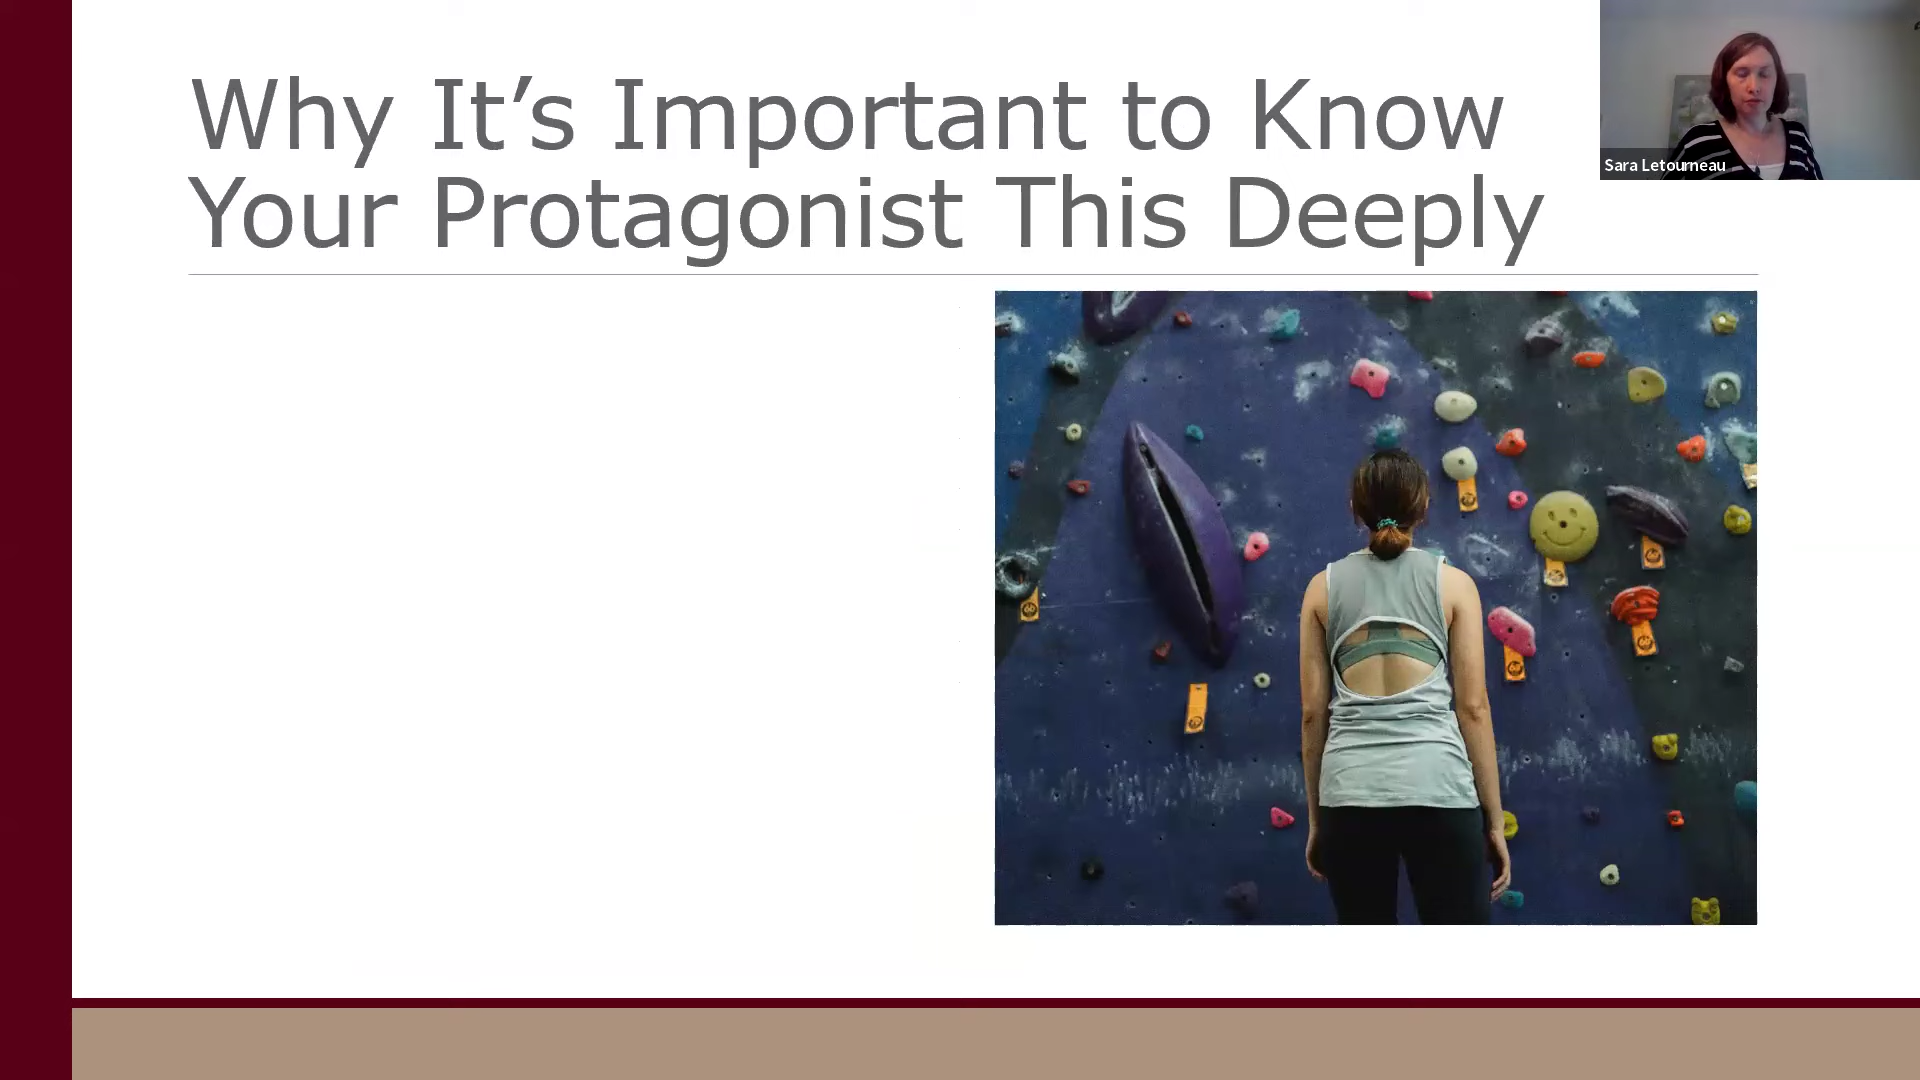 Why It’s Important to Know
Your Protagonist This Deeply
Sara Letourneau